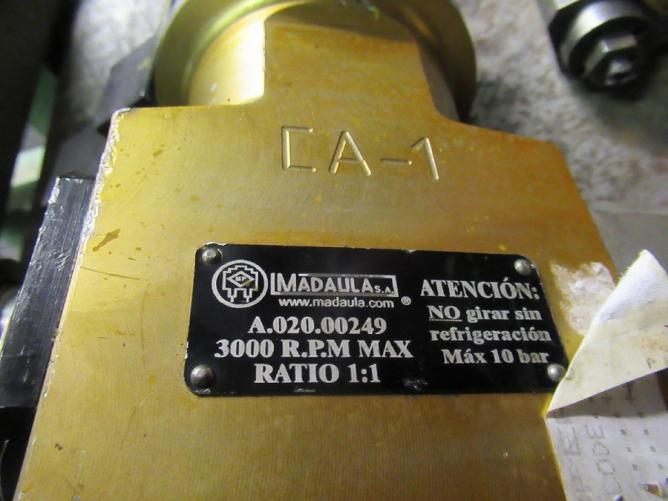 CA-1
MADAULA S.A.
www.madaula.com ®
A.020.00249
3000 R.P.M MAX
RATIO 1:1
ATENCIÓN:
NO girar sin
refrigeración
Máx 10 bar
CODE